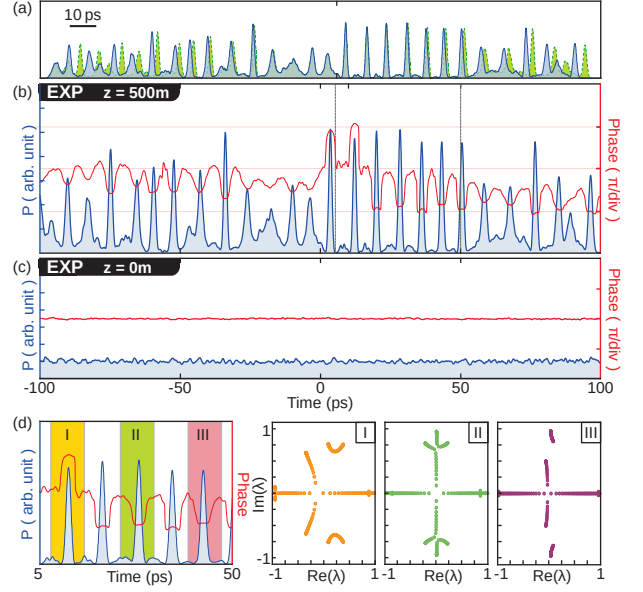 (a)
10 ps
(b) EXP z = 500m
P ( arb. unit )
Phase ( π/div)
(c) EXP z = 0m
P ( arb. unit )
Phase ( π/div)
-100 -50 0 50 100
Time (ps)
(d) I II III
P ( arb. unit )
Phase
5 50
Time (ps)
I
1
Im(λ)
-1
-1 1
Re(λ)
II
-1 1
Re(λ)
III
-1 1
Re(λ)